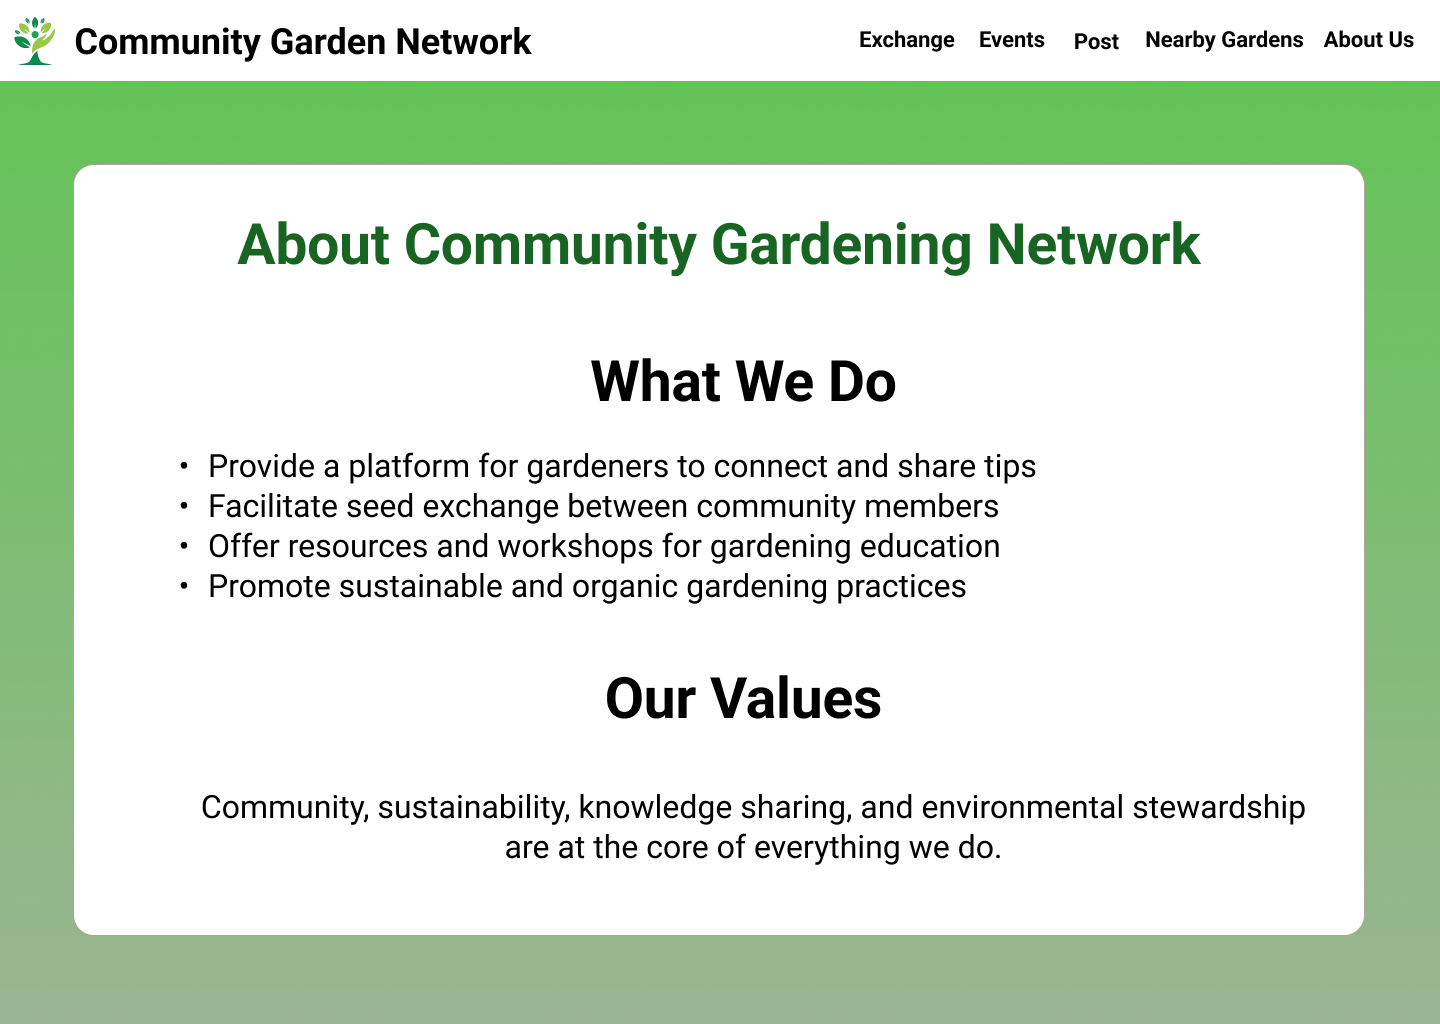 Community Garden Network
Exchange Events Post Nearby Gardens About Us
About Community Gardening Network
What We Do
• Provide a platform for gardeners to connect and share tips
• Facilitate seed exchange between community members
• Offer resources and workshops for gardening education
• Promote sustainable and organic gardening practices
Our Values
Community, sustainability, knowledge sharing, and environmental stewardship
are at the core of everything we do.